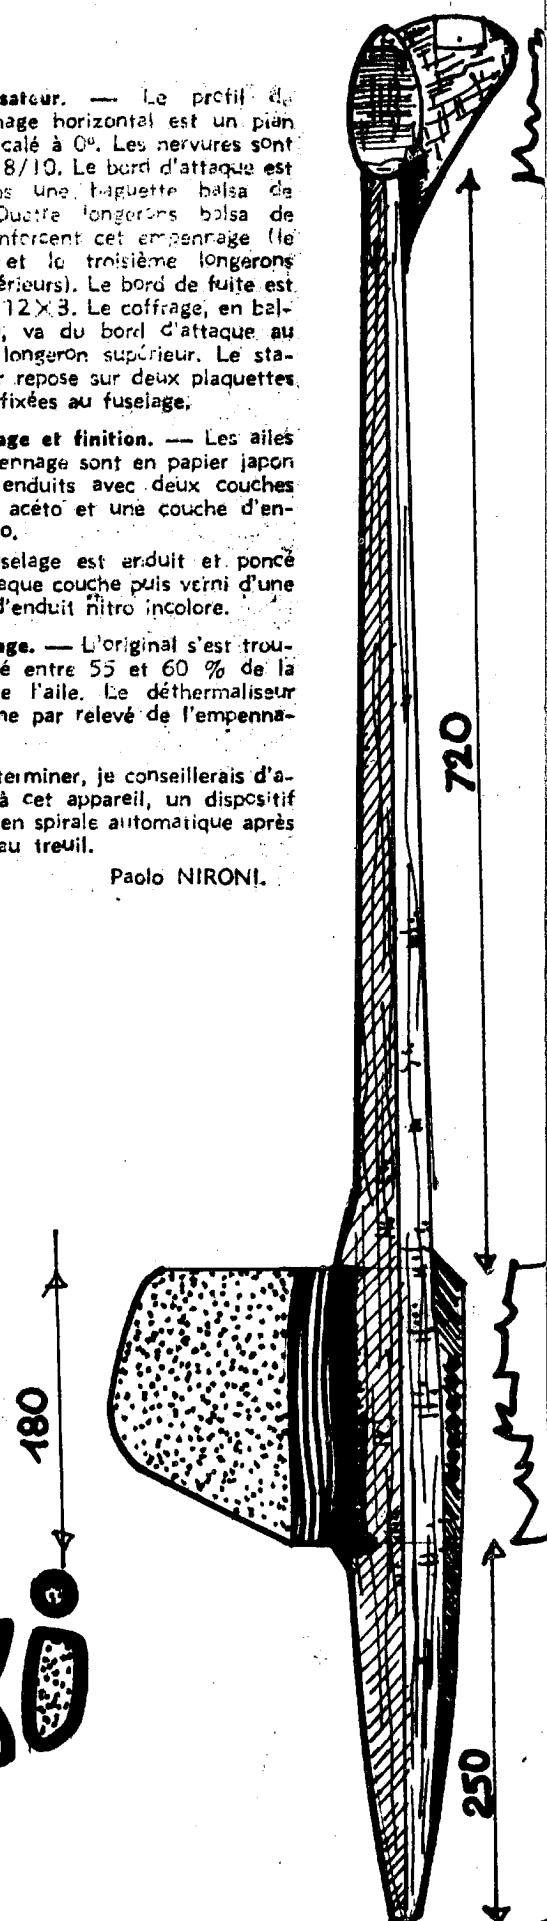 sateur. — Le profil de
nage horizontal est un plan
calé à 0°. Les nervures sont
8/10. Le bord d'attaque est
s une baguette balsa de
Quatre longerons balsa de
nforcent cet empennage (le
et le troisième longerons
érieurs). Le bord de fuite est
12×3. Le coffrage, en bal-
, va du bord d'attaque au
longeron supérieur. Le sta-
r repose sur deux plaquettes
fixées au fuselage.
age et finition. — Les ailes
ennage sont en papier japon
enduits avec deux couches
acéto et une couche d'en-
o.
selage est enduit et poncé
aque couche puis verni d'une
d'enduit nitro incolore.
age. — L'original s'est trou-
é entre 55 et 60 % de la
e l'aile. Le déthermaliseur
ne par relevé de l'empenna-
terminer, je conseillerais d'a-
à cet appareil, un dispositif
en spirale automatique après
au treuil.
Paolo NIRONI.
720
180
250